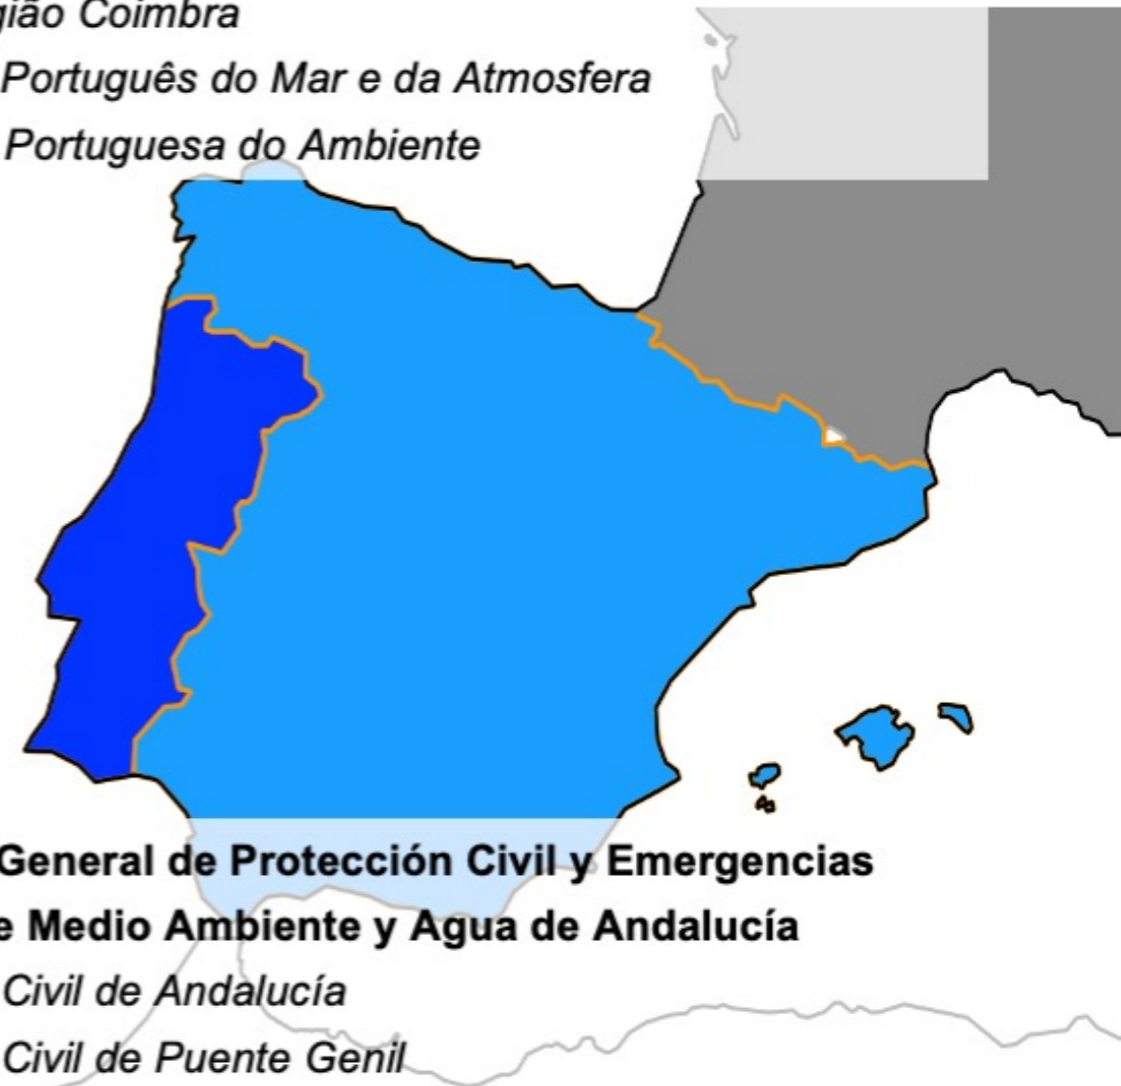 gião Coimbra
Português do Mar e da Atmosfera
Portuguesa do Ambiente
General de Protección Civil y Emergencias
e Medio Ambiente y Agua de Andalucía
Civil de Andalucía
Civil de Puente Genil